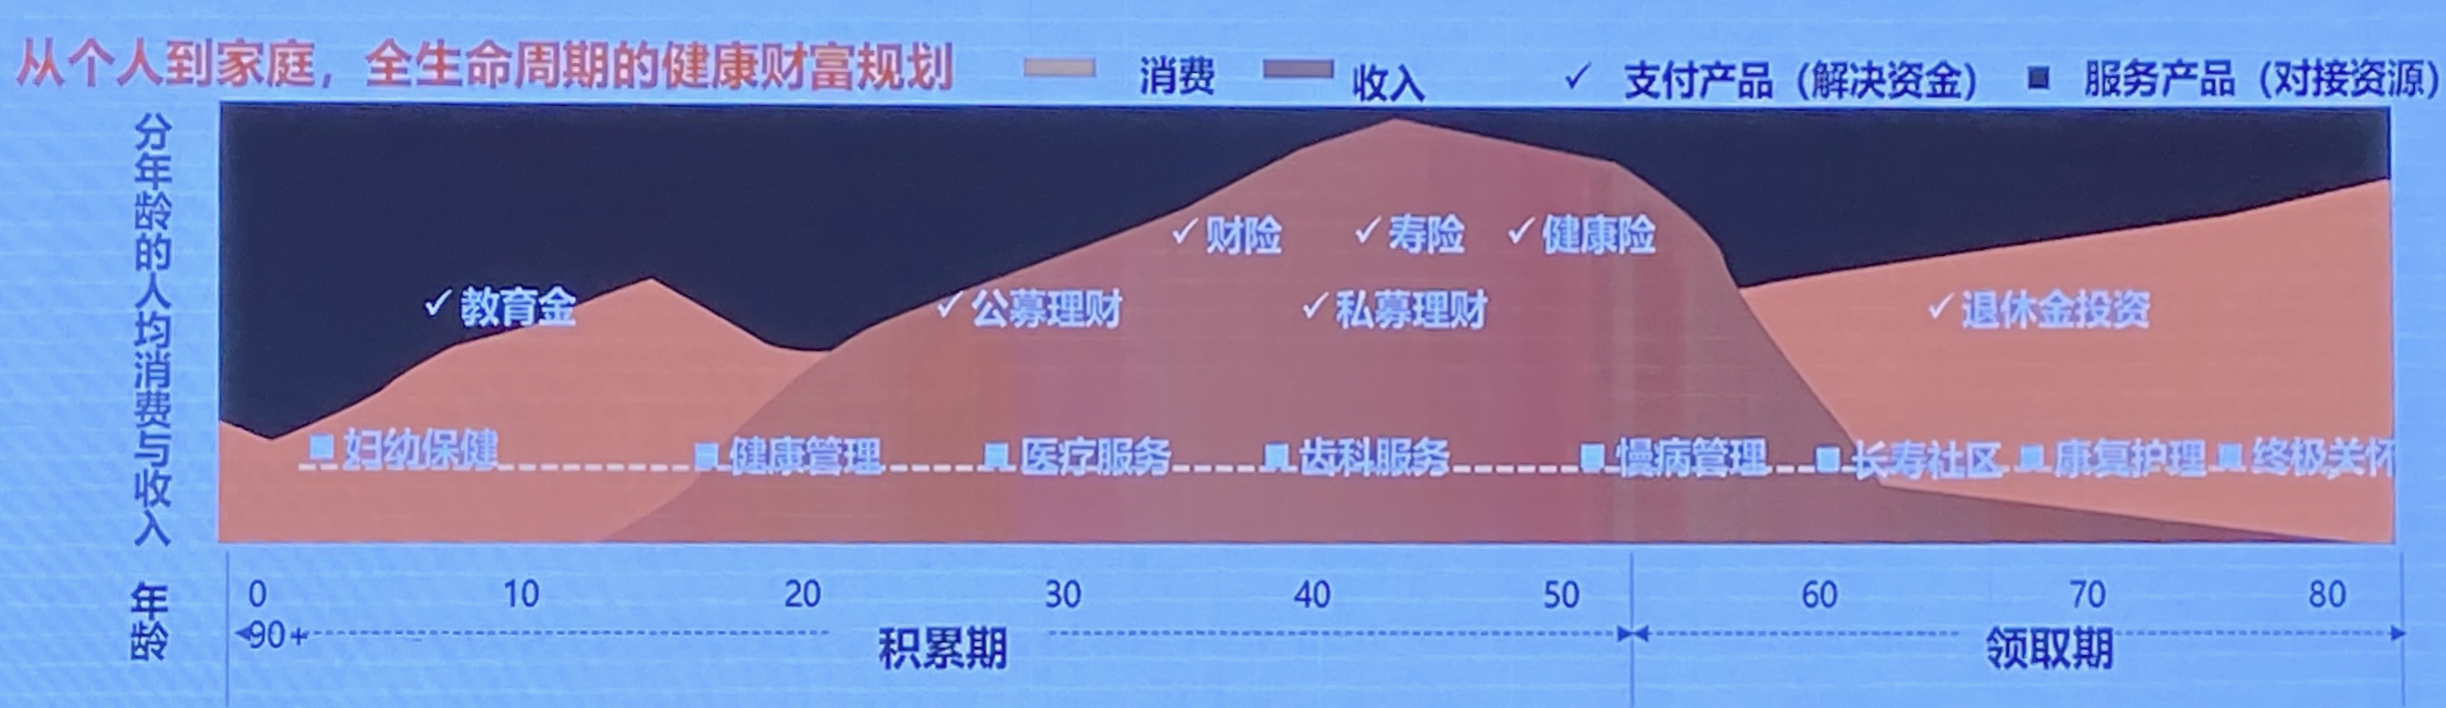 从个人到家庭，全生命周期的健康财富规划
消费 收入 ✓ 支付产品（解决资金） ■ 服务产品（对接资源）
分年龄的人均消费与收入
✓财险 ✓寿险 ✓健康险
✓教育金 ✓公募理财 ✓私募理财 ✓退休金投资
■妇幼保健 ■健康管理 ■医疗服务 ■齿科服务 ■慢病管理 ■长寿社区 ■康复护理 ■终极关怀
年龄
0 10 20 30 40 50 60 70 80
90+
积累期 领取期